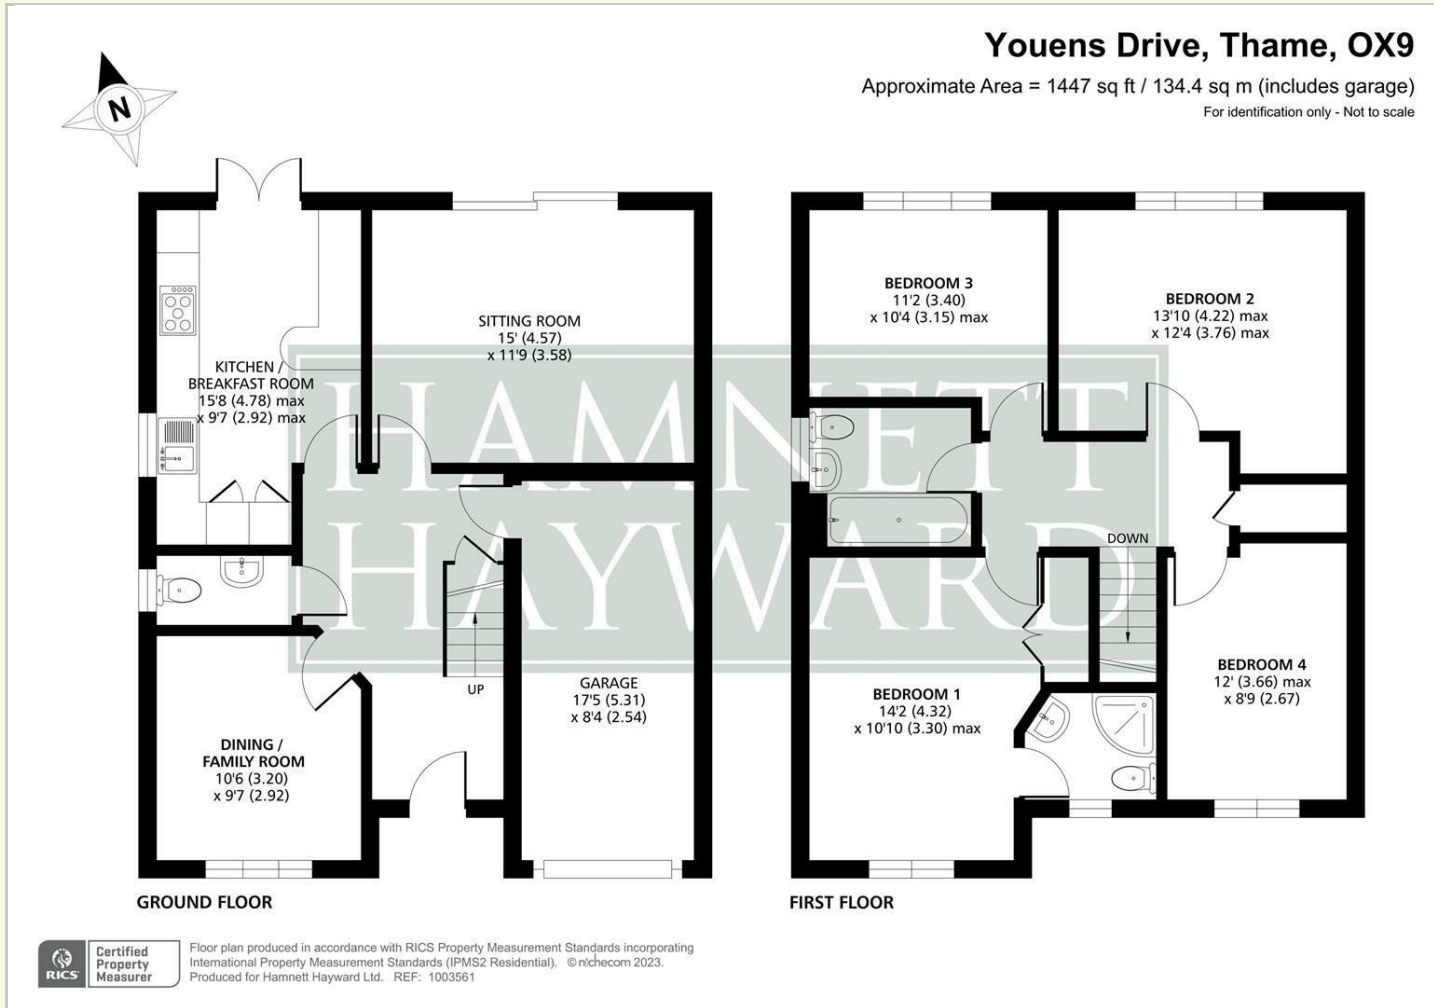 Youens Drive, Thame, OX9
Approximate Area = 1447 sq ft / 134.4 sq m (includes garage)
For identification only - Not to scale
N
KITCHEN /
BREAKFAST ROOM
15'8 (4.78) max
x 9'7 (2.92) max
SITTING ROOM
15' (4.57)
x 11'9 (3.58)
UP
GARAGE
17'5 (5.31)
x 8'4 (2.54)
DINING /
FAMILY ROOM
10'6 (3.20)
x 9'7 (2.92)
GROUND FLOOR
BEDROOM 3
11'2 (3.40)
x 10'4 (3.15) max
BEDROOM 2
13'10 (4.22) max
x 12'4 (3.76) max
DOWN
BEDROOM 1
14'2 (4.32)
x 10'10 (3.30) max
BEDROOM 4
12' (3.66) max
x 8'9 (2.67)
FIRST FLOOR
HAMNETT
HAYWARD
RICS
Certified
Property
Measurer
Floor plan produced in accordance with RICS Property Measurement Standards incorporating
International Property Measurement Standards (IPMS2 Residential). © nichecom 2023.
Produced for Hamnett Hayward Ltd. REF: 1003561